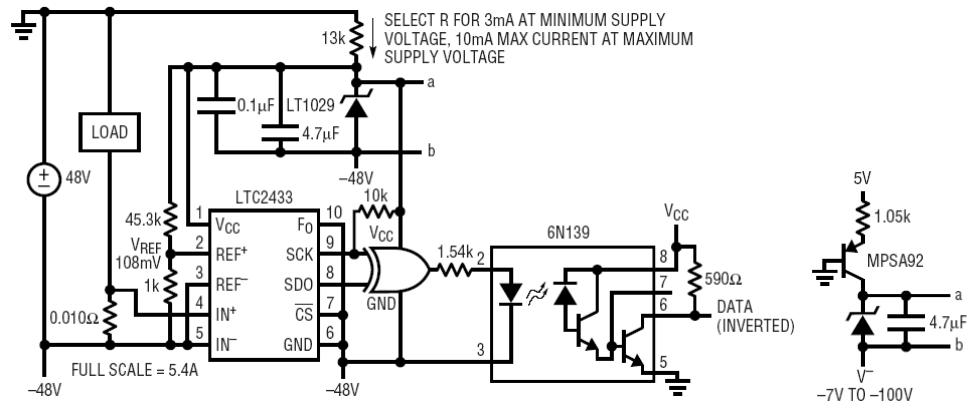 SELECT R FOR 3mA AT MINIMUM SUPPLY
VOLTAGE, 10mA MAX CURRENT AT MAXIMUM
SUPPLY VOLTAGE
13k
a
0.1µF
LT1029
4.7µF
b
–48V
LOAD
48V
LTC2433
10k
45.3k
1
VCC
FO
10
VREF
108mV
2
REF+
SCK
9
VCC
1k
3
REF–
SDO
8
GND
1.54k
0.010Ω
4
IN+
CS
7
5
IN–
GND
6
FULL SCALE = 5.4A
–48V
–48V
6N139
VCC
2
8
590Ω
7
6
DATA
(INVERTED)
3
5
5V
1.05k
MPSA92
a
4.7µF
b
V–
–7V TO –100V